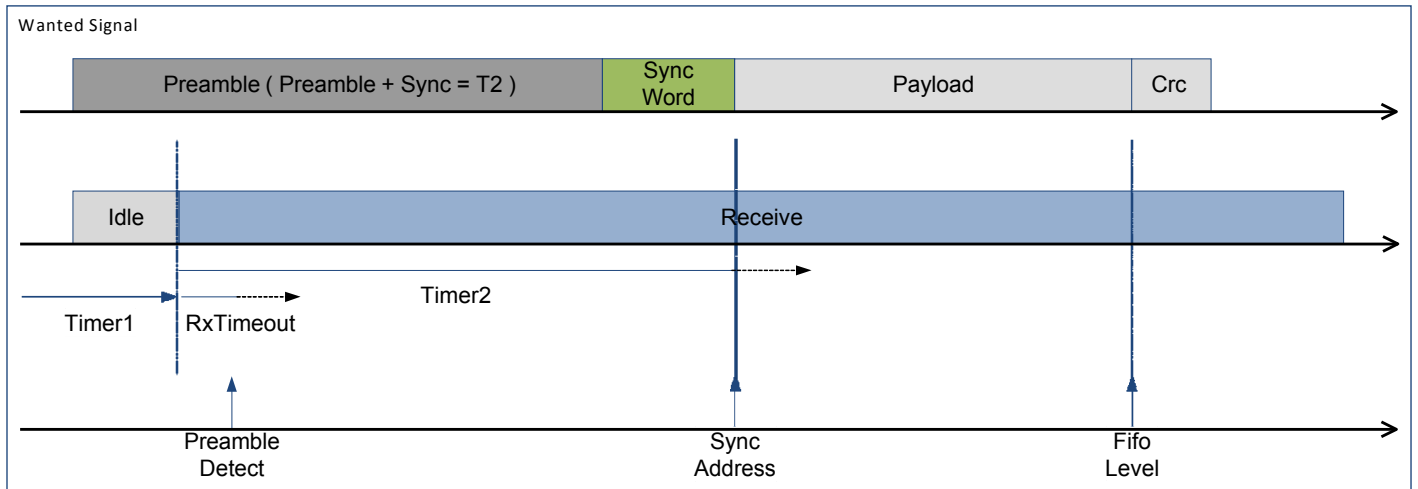 Wanted Signal
Preamble ( Preamble + Sync = T2 )
Sync
Word
Payload
Crc
Idle
Receive
Timer2
Timer1
RxTimeout
Preamble
Detect
Sync
Address
Fifo
Level